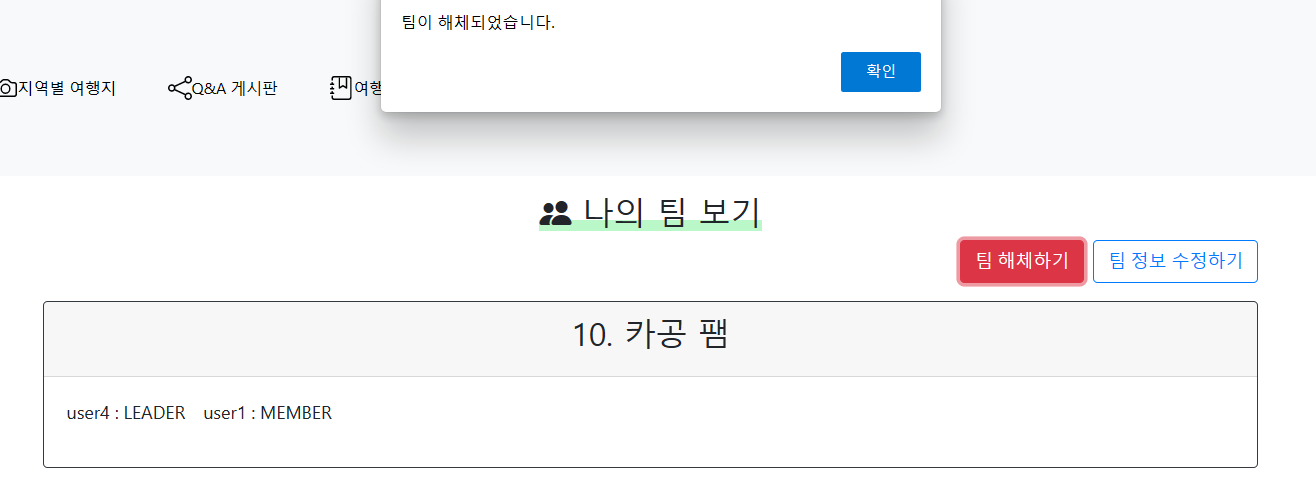 팀이 해체되었습니다.
확인
지역별 여행지 Q&A 게시판 여행
나의 팀 보기
팀 해체하기 팀 정보 수정하기
10. 카공 팸
user4 : LEADER user1 : MEMBER